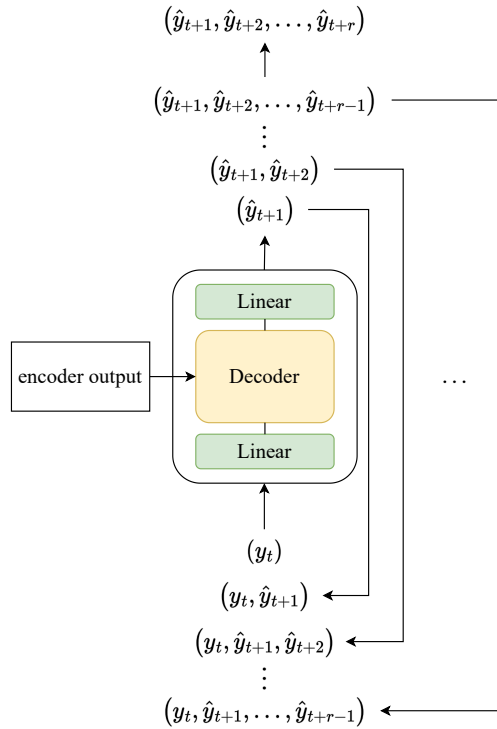 (ŷ_{t+1}, ŷ_{t+2}, . . . , ŷ_{t+r})
(ŷ_{t+1}, ŷ_{t+2}, . . . , ŷ_{t+r−1})
⋮
(ŷ_{t+1}, ŷ_{t+2})
(ŷ_{t+1})
Linear
encoder output
Decoder
. . .
Linear
(y_t)
(y_t, ŷ_{t+1})
(y_t, ŷ_{t+1}, ŷ_{t+2})
⋮
(y_t, ŷ_{t+1}, . . . , ŷ_{t+r−1})